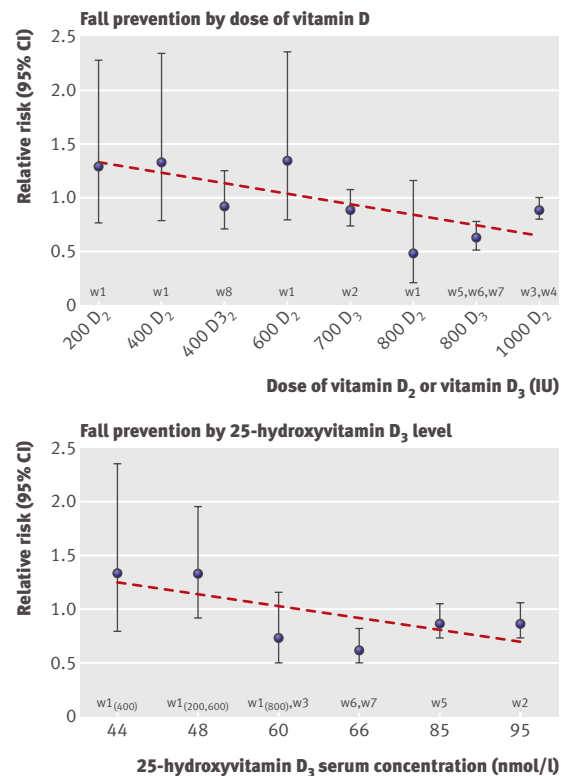 Fall prevention by dose of vitamin D
Relative risk (95% CI)
2.5
2.0
1.5
1.0
0.5
0
w1 w1 w8 w1 w2 w1 w5,w6,w7 w3,w4
200 D₂ 400 D₂ 400 D3₂ 600 D₂ 700 D₃ 800 D₂ 800 D₃ 1000 D₂
Dose of vitamin D₂ or vitamin D₃ (IU)
Fall prevention by 25-hydroxyvitamin D₃ level
Relative risk (95% CI)
2.5
2.0
1.5
1.0
0.5
0
w1₍₄₀₀₎ w1₍₂₀₀,₆₀₀₎ w1₍₈₀₀₎,w3 w6,w7 w5 w2
44 48 60 66 85 95
25-hydroxyvitamin D₃ serum concentration (nmol/l)